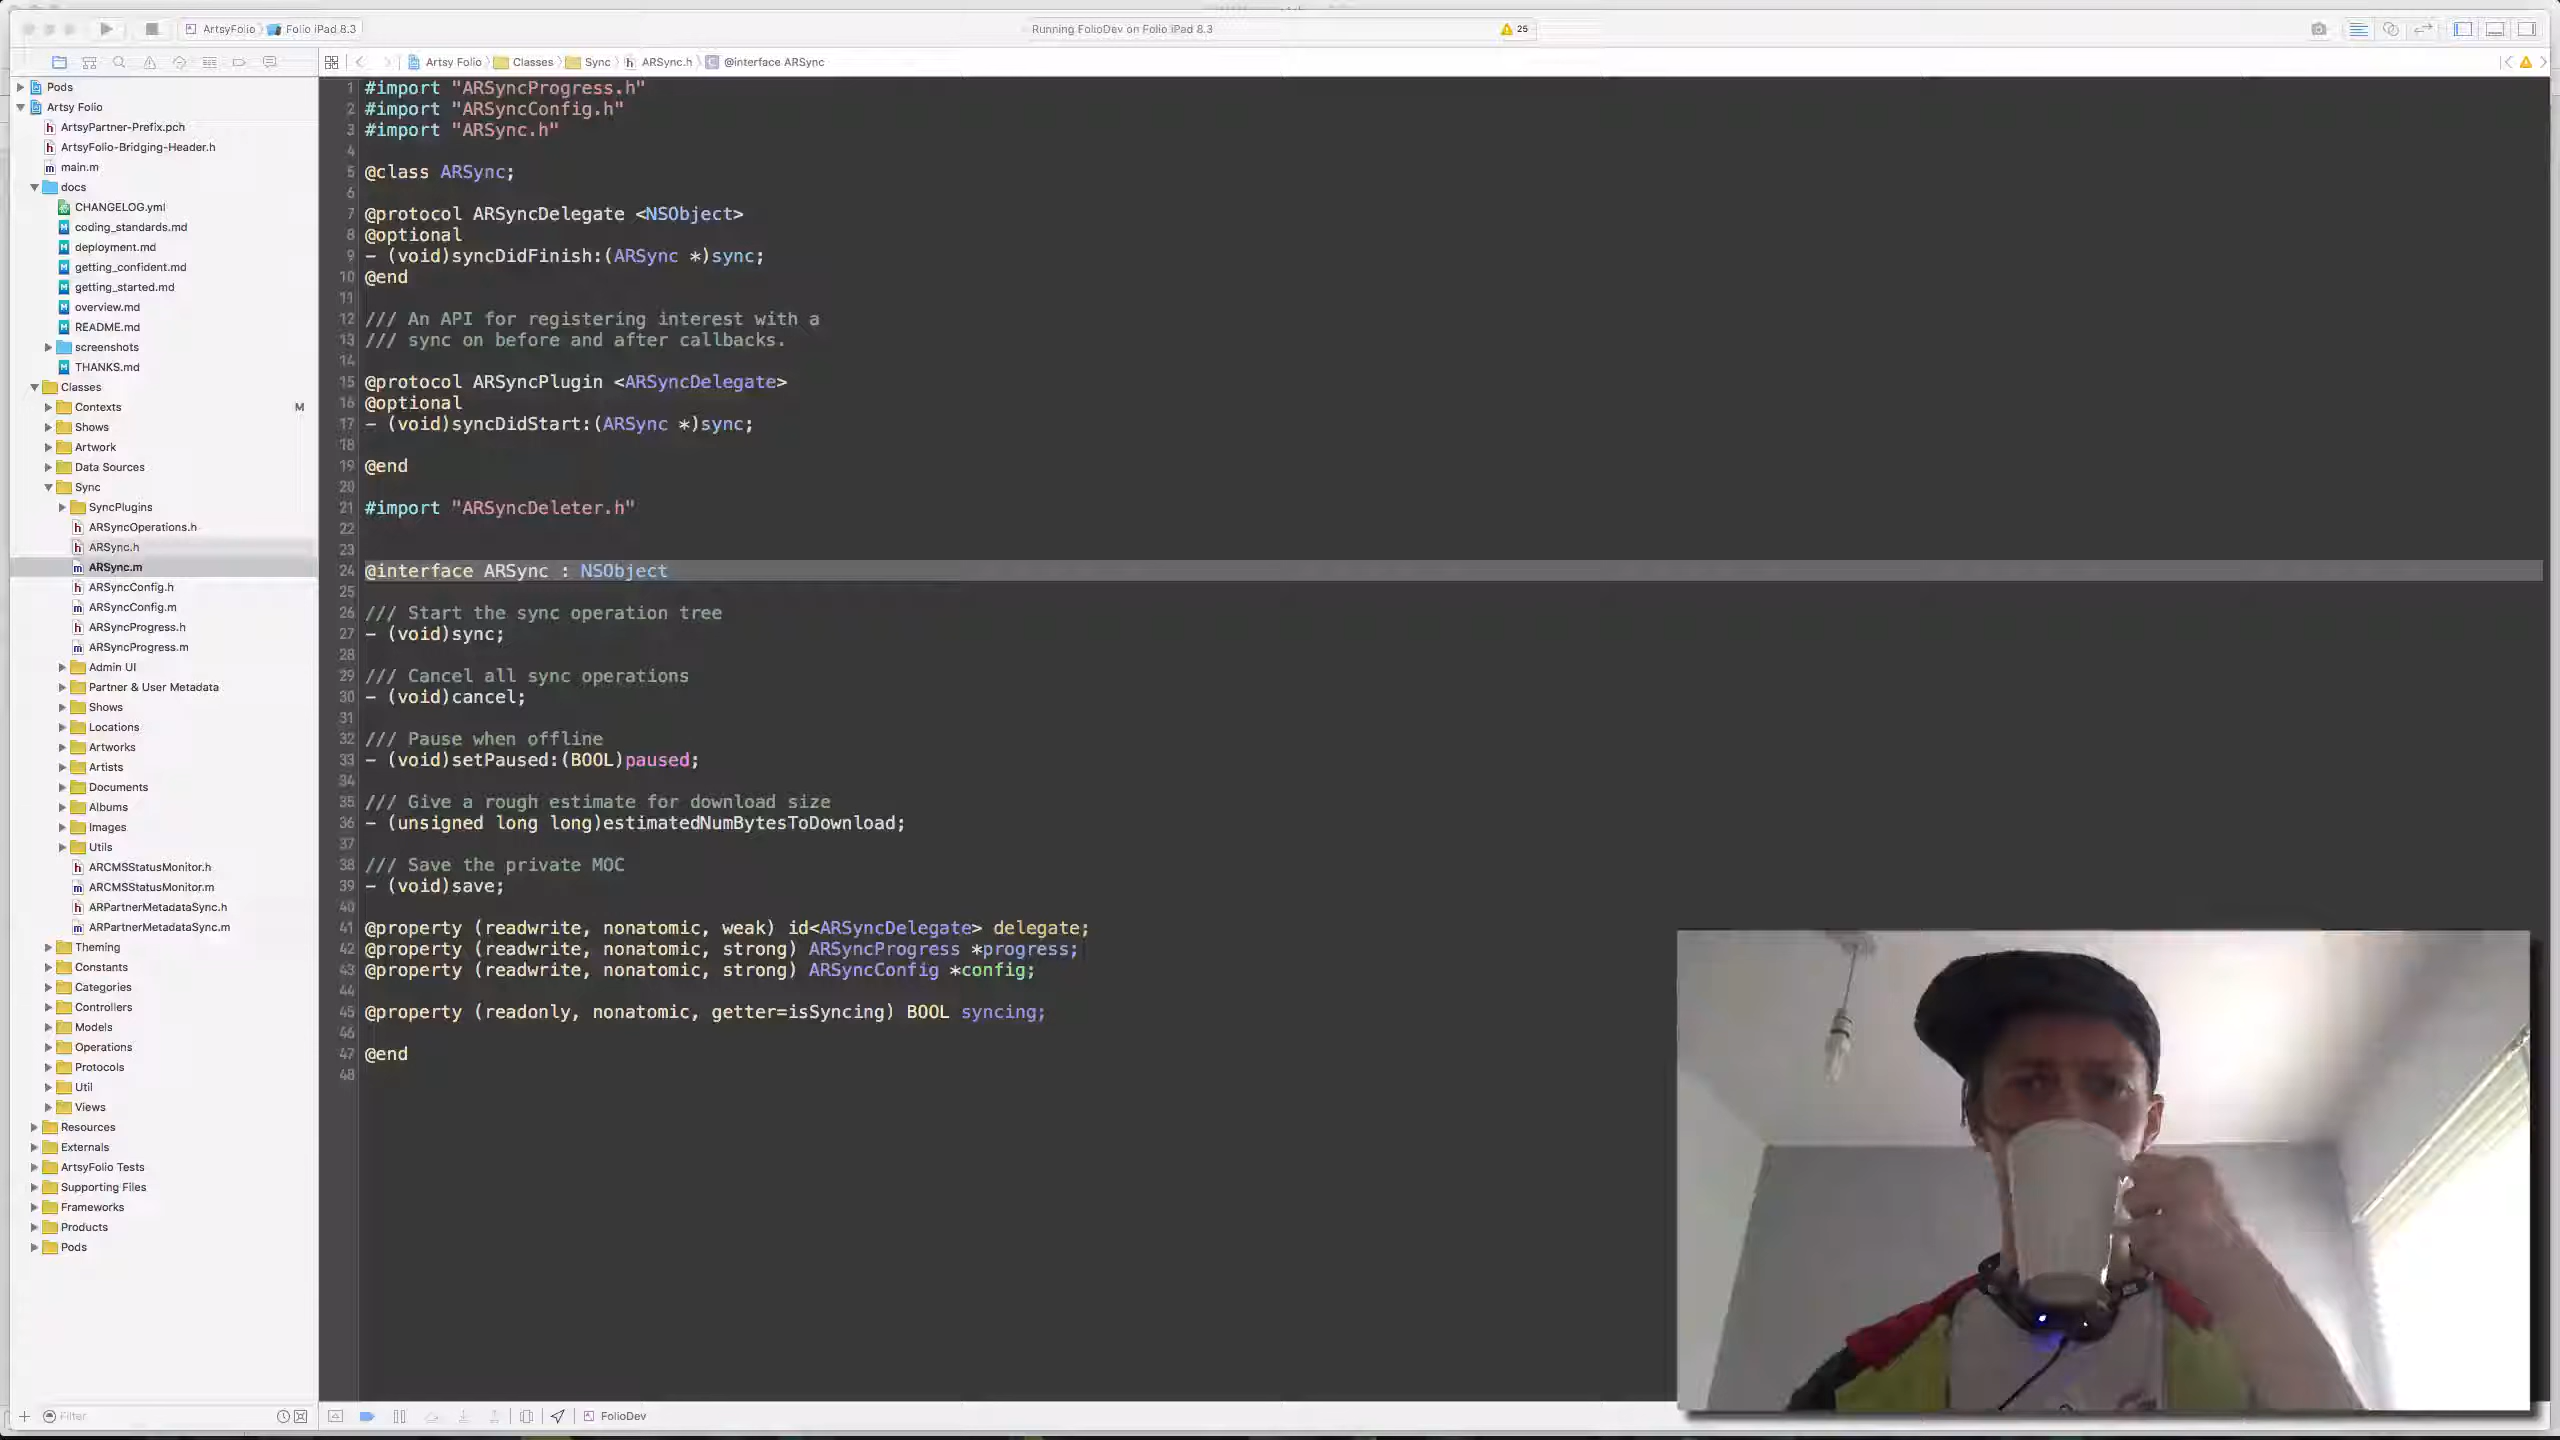 ArtsyFolio Folio iPad 8.3
Running FolioDev on Folio iPad 8.3
25
Artsy Folio Classes Sync ARSync.h @interface ARSync
Pods
Artsy Folio
ArtsyPartner-Prefix.pch
ArtsyFolio-Bridging-Header.h
main.m
docs
CHANGELOG.yml
coding_standards.md
deployment.md
getting_confident.md
getting_started.md
overview.md
README.md
screenshots
THANKS.md
Classes
Contexts M
Shows
Artwork
Data Sources
Sync
SyncPlugins
ARSyncOperations.h
ARSync.h
ARSync.m
ARSyncConfig.h
ARSyncConfig.m
ARSyncProgress.h
ARSyncProgress.m
Admin UI
Partner & User Metadata
Shows
Locations
Artworks
Artists
Documents
Albums
Images
Utils
ARCMSStatusMonitor.h
ARCMSStatusMonitor.m
ARPartnerMetadataSync.h
ARPartnerMetadataSync.m
Theming
Constants
Categories
Controllers
Models
Operations
Protocols
Util
Views
Resources
Externals
ArtsyFolio Tests
Supporting Files
Frameworks
Products
Pods
Filter
1 #import "ARSyncProgress.h"
2 #import "ARSyncConfig.h"
3 #import "ARSync.h"
4
5 @class ARSync;
6
7 @protocol ARSyncDelegate <NSObject>
8 @optional
9 - (void)syncDidFinish:(ARSync *)sync;
10 @end
11
12 /// An API for registering interest with a
13 /// sync on before and after callbacks.
14
15 @protocol ARSyncPlugin <ARSyncDelegate>
16 @optional
17 - (void)syncDidStart:(ARSync *)sync;
18
19 @end
20
21 #import "ARSyncDeleter.h"
22
23
24 @interface ARSync : NSObject
25
26 /// Start the sync operation tree
27 - (void)sync;
28
29 /// Cancel all sync operations
30 - (void)cancel;
31
32 /// Pause when offline
33 - (void)setPaused:(BOOL)paused;
34
35 /// Give a rough estimate for download size
36 - (unsigned long long)estimatedNumBytesToDownload;
37
38 /// Save the private MOC
39 - (void)save;
40
41 @property (readwrite, nonatomic, weak) id<ARSyncDelegate> delegate;
42 @property (readwrite, nonatomic, strong) ARSyncProgress *progress;
43 @property (readwrite, nonatomic, strong) ARSyncConfig *config;
44
45 @property (readonly, nonatomic, getter=isSyncing) BOOL syncing;
46
47 @end
48
FolioDev